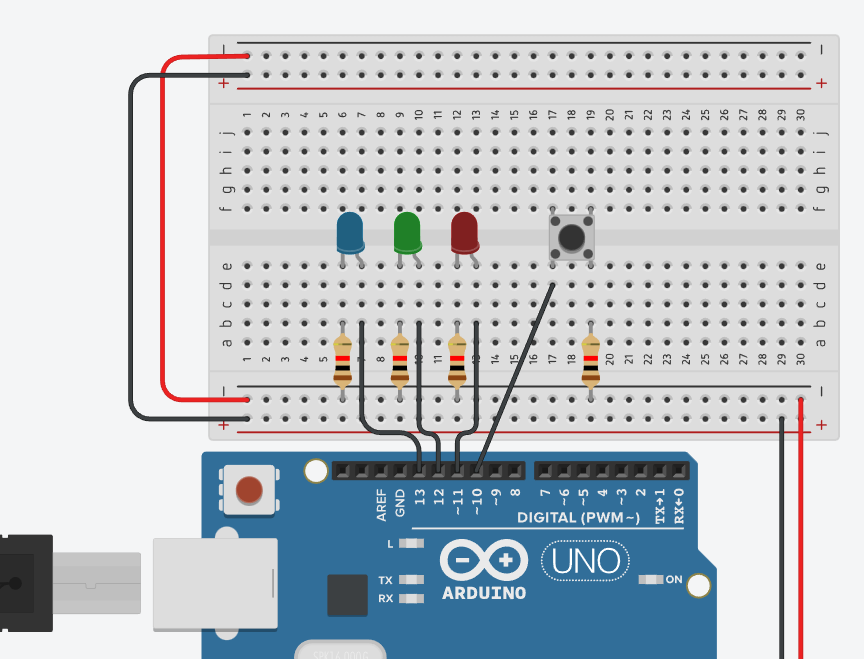 − −
+ +
1 2 3 4 5 6 7 8 9 10 11 12 13 14 15 16 17 18 19 20 21 22 23 24 25 26 27 28 29 30
j j
i i
h h
g g
f f
e e
d d
c c
b b
a a
1 2 3 4 5 6 7 8 9 10 11 12 13 14 15 16 17 18 19 20 21 22 23 24 25 26 27 28 29 30
− −
+ +
AREF GND 13 12 ~11 ~10 ~9 8 7 ~6 ~5 4 ~3 2 TX→1 RX←0
DIGITAL (PWM~)
L
TX
RX
UNO
ON
ARDUINO